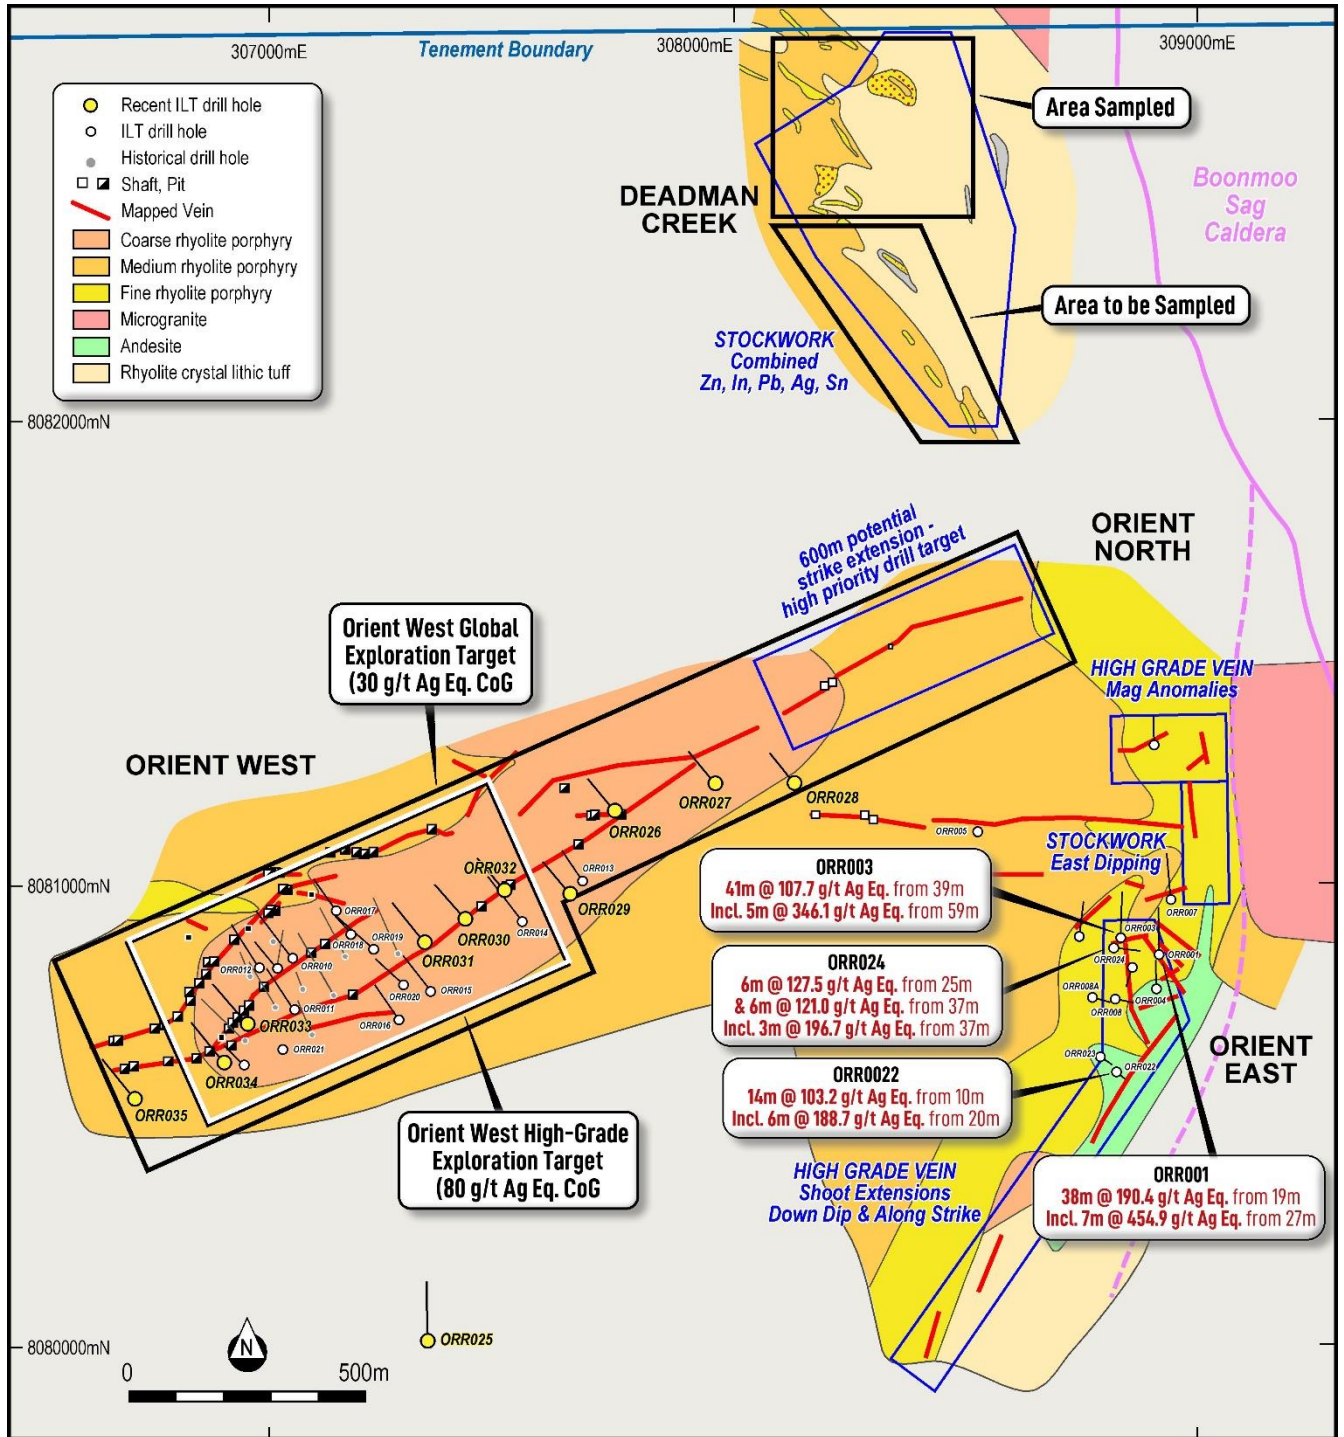 307000mE
308000mE
309000mE
Tenement Boundary
Recent ILT drill hole
ILT drill hole
Historical drill hole
Shaft, Pit
Mapped Vein
Coarse rhyolite porphyry
Medium rhyolite porphyry
Fine rhyolite porphyry
Microgranite
Andesite
Rhyolite crystal lithic tuff
Area Sampled
DEADMAN
CREEK
Boonmoo
Sag
Caldera
Area to be Sampled
STOCKWORK
Combined
Zn, In, Pb, Ag, Sn
8082000mN
ORIENT
NORTH
600m potential
strike extension -
high priority drill target
Orient West Global
Exploration Target
(30 g/t Ag Eq. CoG
HIGH GRADE VEIN
Mag Anomalies
ORIENT WEST
ORR027
ORR028
ORR026
ORR005
STOCKWORK
East Dipping
ORR032
ORR013
ORR003
41m @ 107.7 g/t Ag Eq. from 39m
Incl. 5m @ 346.1 g/t Ag Eq. from 59m
8081000mN
ORR029
ORR017
ORR007
ORR030
ORR014
ORR018
ORR019
ORR031
ORR003
ORR001
ORR024
ORR012
ORR010
ORR024
6m @ 127.5 g/t Ag Eq. from 25m
& 6m @ 121.0 g/t Ag Eq. from 37m
Incl. 3m @ 196.7 g/t Ag Eq. from 37m
ORR008A
ORR004
ORR008
ORR020
ORR015
ORR011
ORR016
ORR033
ORR021
ORR034
ORR035
ORR023
ORR022
ORIENT
EAST
ORR0022
14m @ 103.2 g/t Ag Eq. from 10m
Incl. 6m @ 188.7 g/t Ag Eq. from 20m
Orient West High-Grade
Exploration Target
(80 g/t Ag Eq. CoG
HIGH GRADE VEIN
Shoot Extensions
Down Dip & Along Strike
ORR001
38m @ 190.4 g/t Ag Eq. from 19m
Incl. 7m @ 454.9 g/t Ag Eq. from 27m
ORR025
8080000mN
N
0
500m